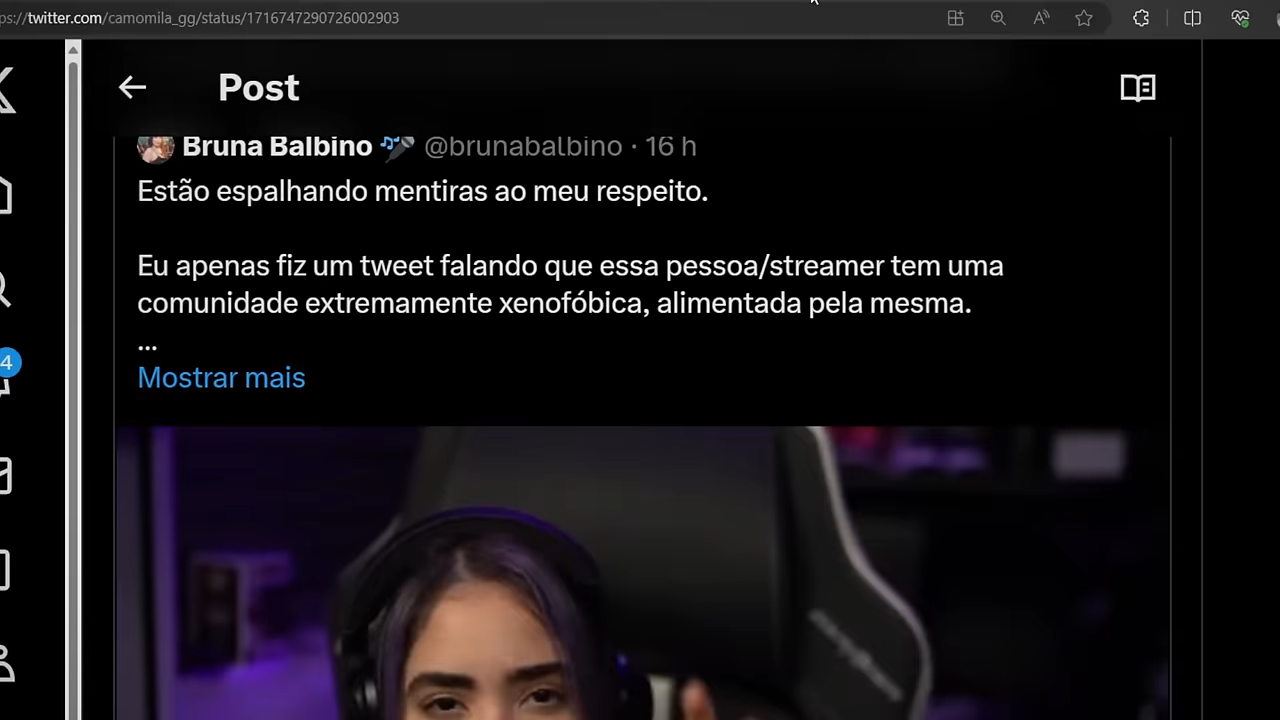 ps://twitter.com/camomila_gg/status/1716747290726002903
Post
Bruna Balbino @brunabalbino · 16 h
Estão espalhando mentiras ao meu respeito.
Eu apenas fiz um tweet falando que essa pessoa/streamer tem uma
comunidade extremamente xenofóbica, alimentada pela mesma.
...
Mostrar mais
4